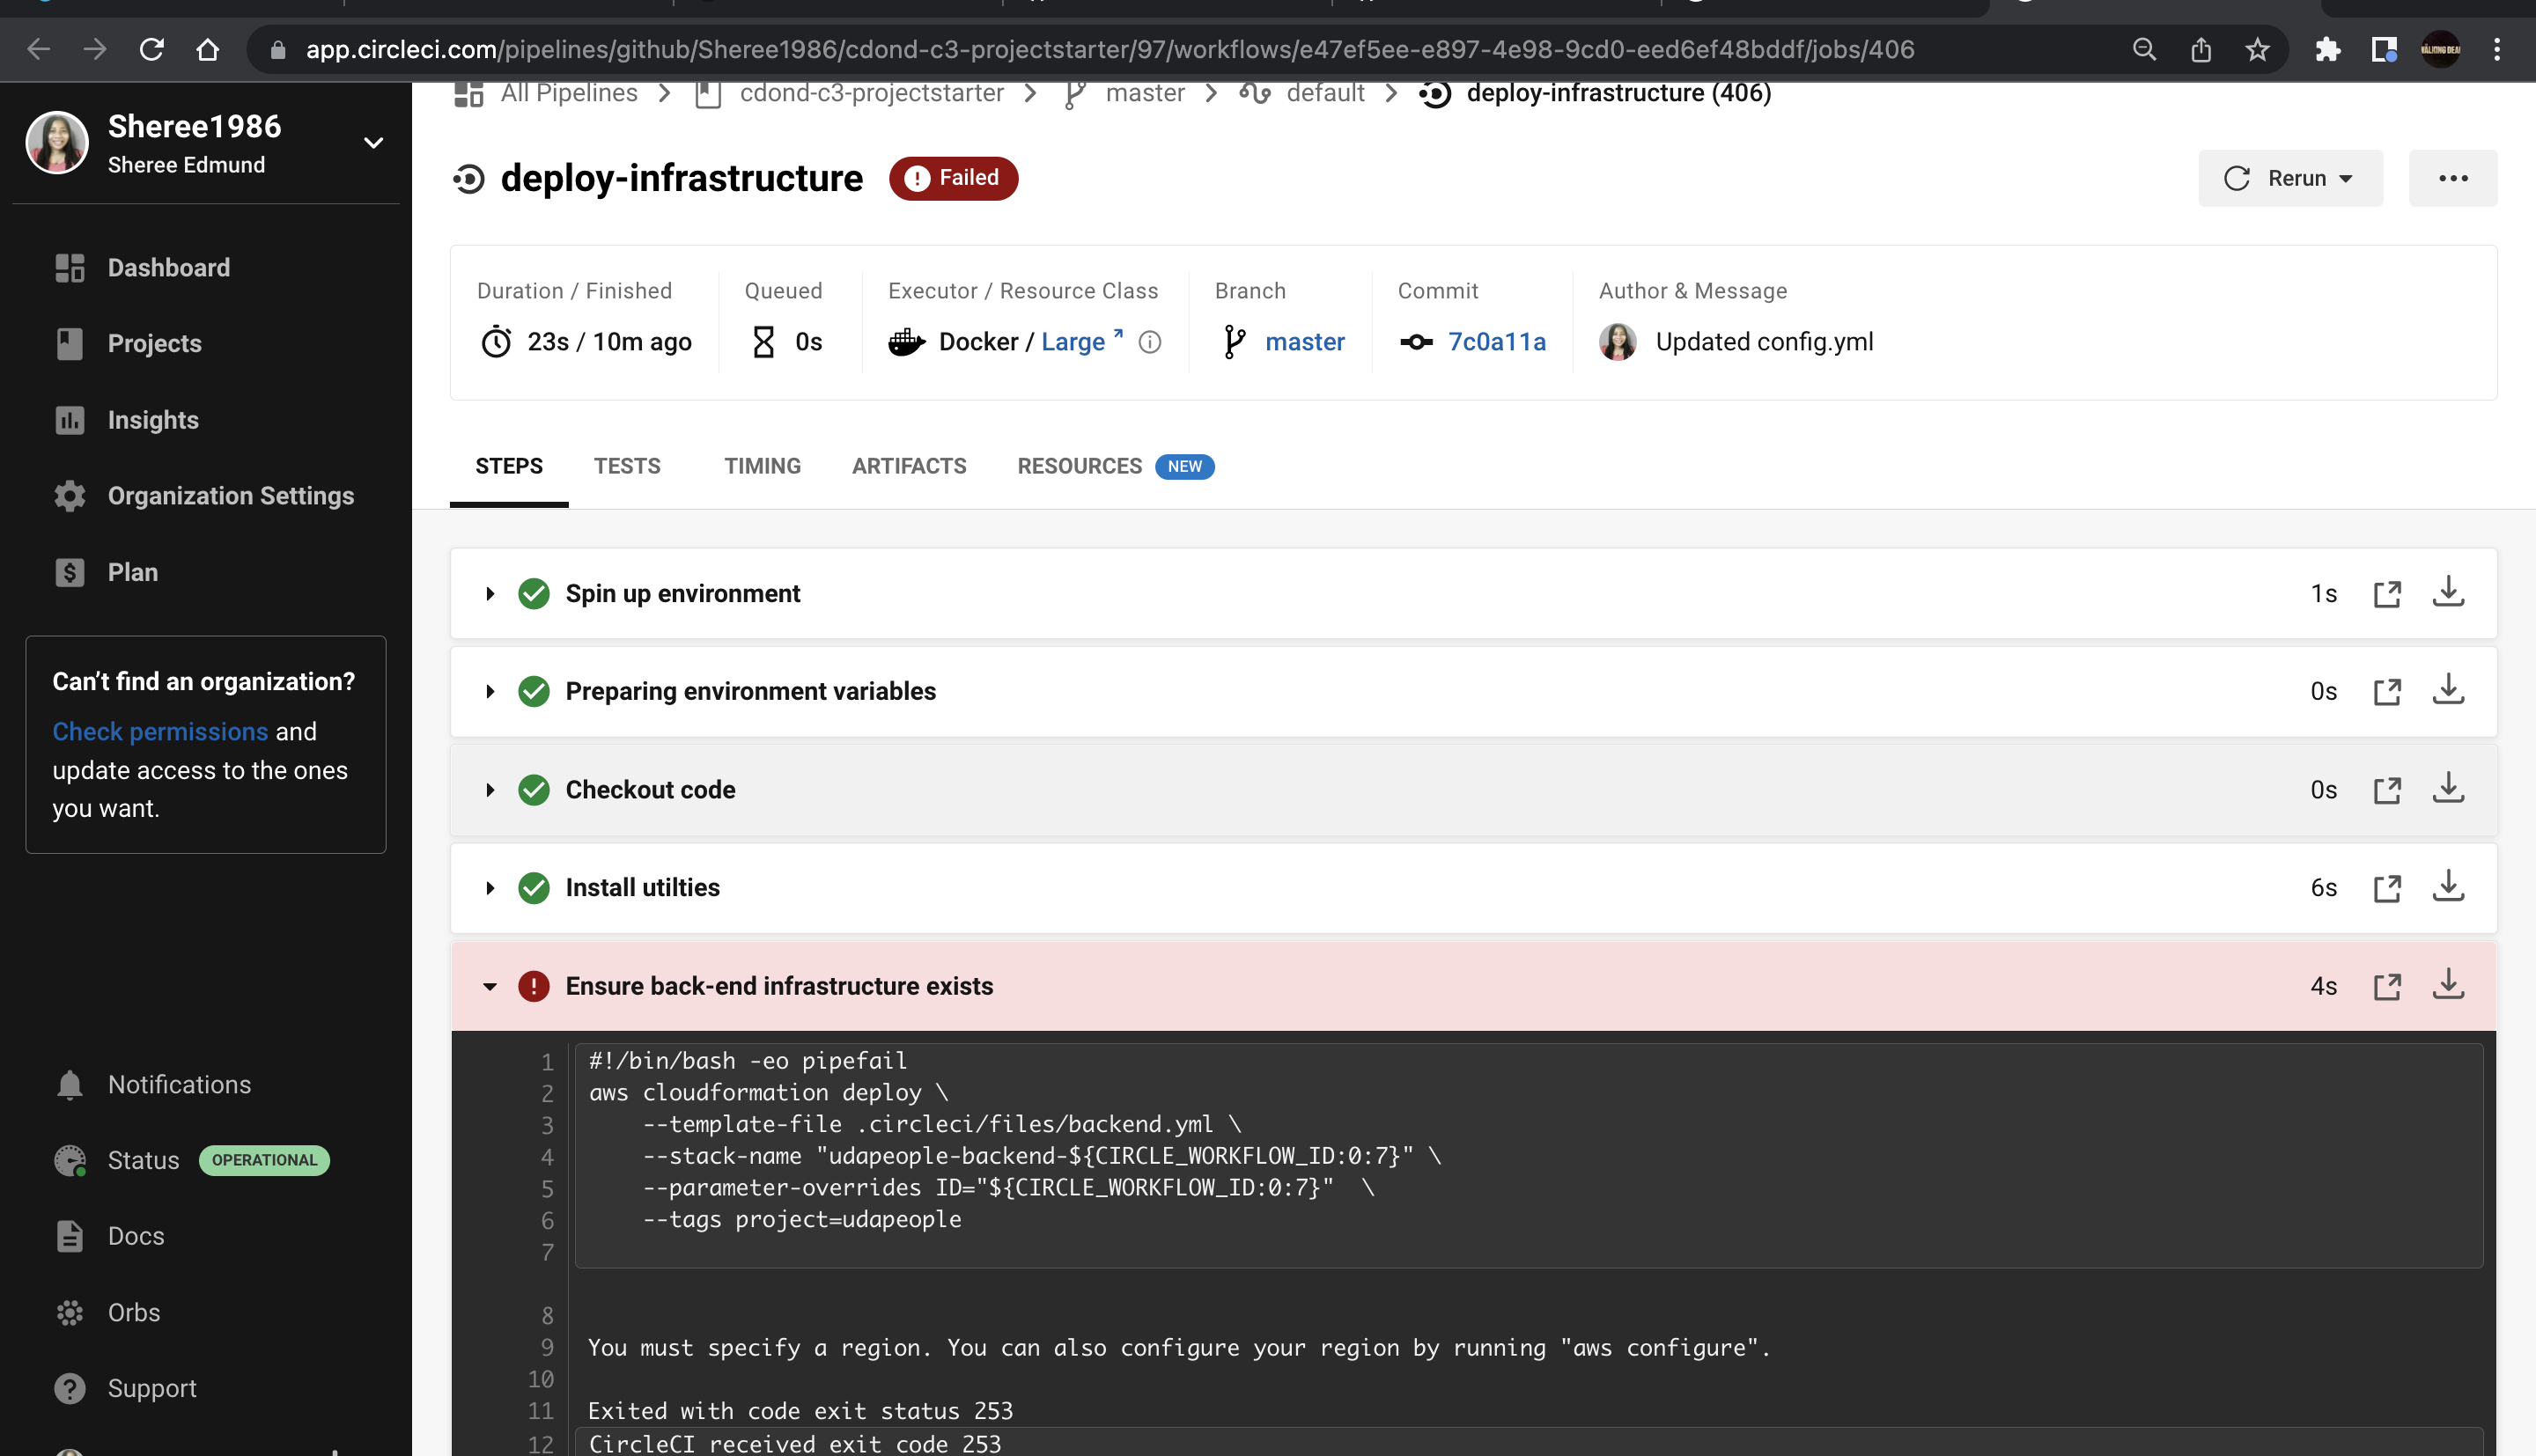 app.circleci.com/pipelines/github/Sheree1986/cdond-c3-projectstarter/97/workflows/e47ef5ee-e897-4e98-9cd0-eed6ef48bddf/jobs/406
Sheree1986
Sheree Edmund
Dashboard
Projects
Insights
Organization Settings
Plan
Can’t find an organization?
Check permissions and
update access to the ones
you want.
Notifications
Status OPERATIONAL
Docs
Orbs
Support
All Pipelines cdond-c3-projectstarter master default deploy-infrastructure (406)
deploy-infrastructure Failed
Rerun
Duration / Finished Queued Executor / Resource Class Branch Commit Author & Message
23s / 10m ago 0s Docker / Large master 7c0a11a Updated config.yml
STEPS TESTS TIMING ARTIFACTS RESOURCES NEW
Spin up environment 1s
Preparing environment variables 0s
Checkout code 0s
Install utilties 6s
Ensure back-end infrastructure exists 4s
1 #!/bin/bash -eo pipefail
2 aws cloudformation deploy \
3 --template-file .circleci/files/backend.yml \
4 --stack-name "udapeople-backend-${CIRCLE_WORKFLOW_ID:0:7}" \
5 --parameter-overrides ID="${CIRCLE_WORKFLOW_ID:0:7}" \
6 --tags project=udapeople
7
8
9 You must specify a region. You can also configure your region by running "aws configure".
10
11 Exited with code exit status 253
12 CircleCI received exit code 253